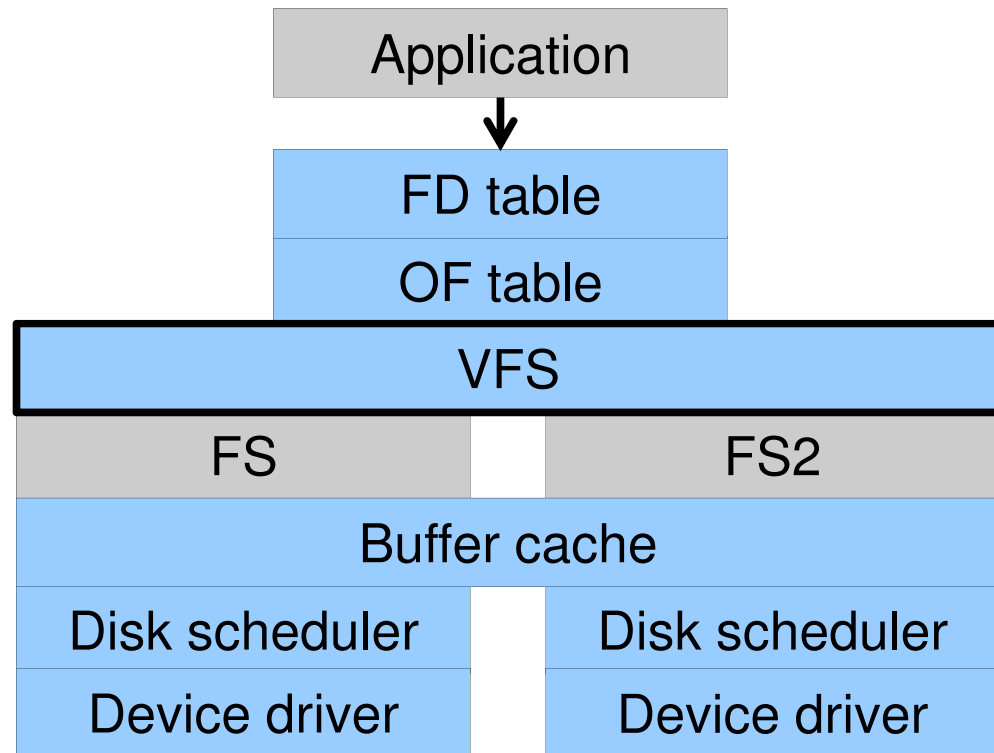 Application
FD table
OF table
VFS
FS
FS2
Buffer cache
Disk scheduler
Disk scheduler
Device driver
Device driver